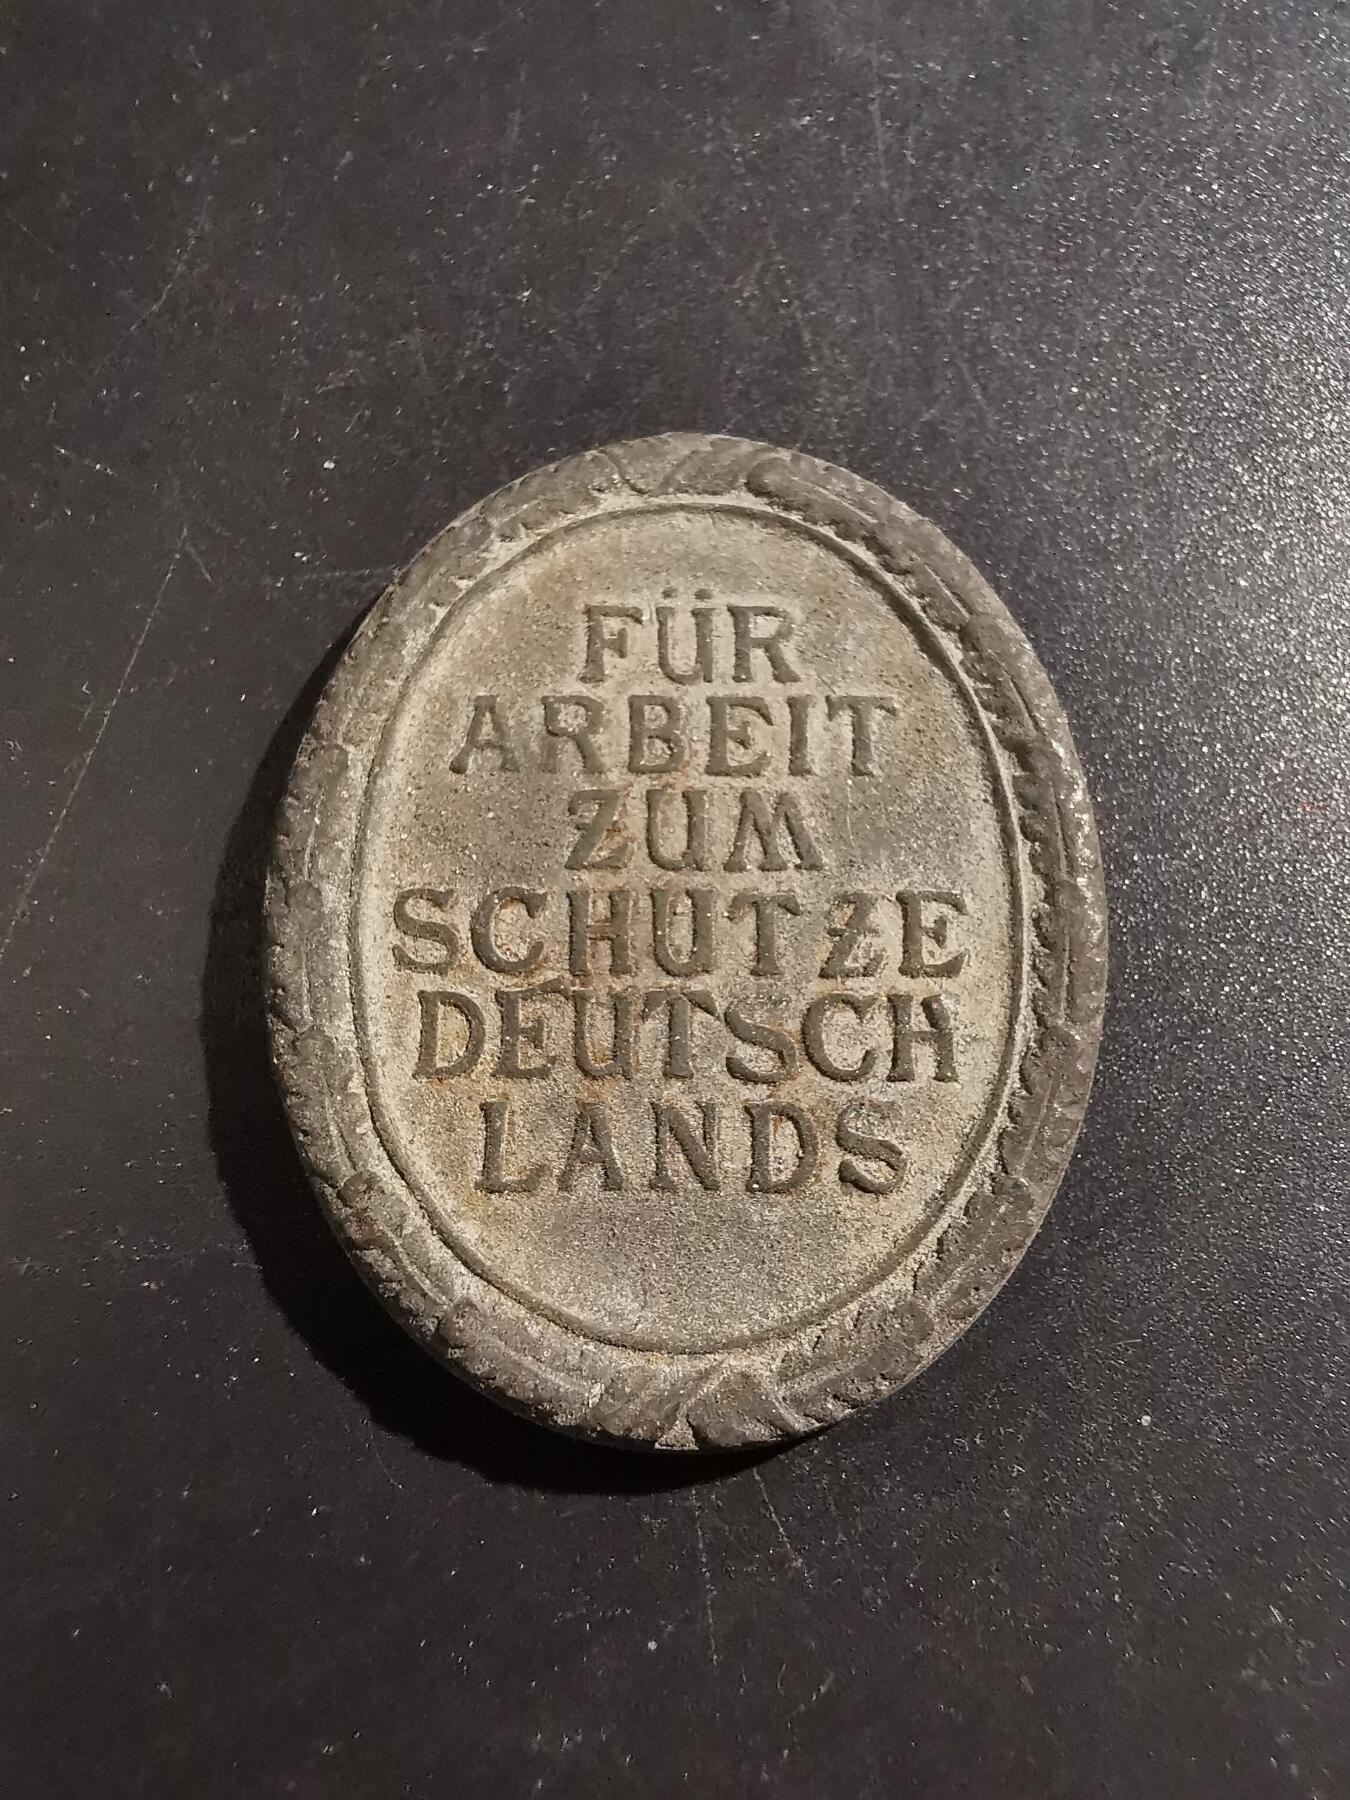 FÜR
ARBEIT
ZUM
SCHUTZE
DEUTSCH
LANDS